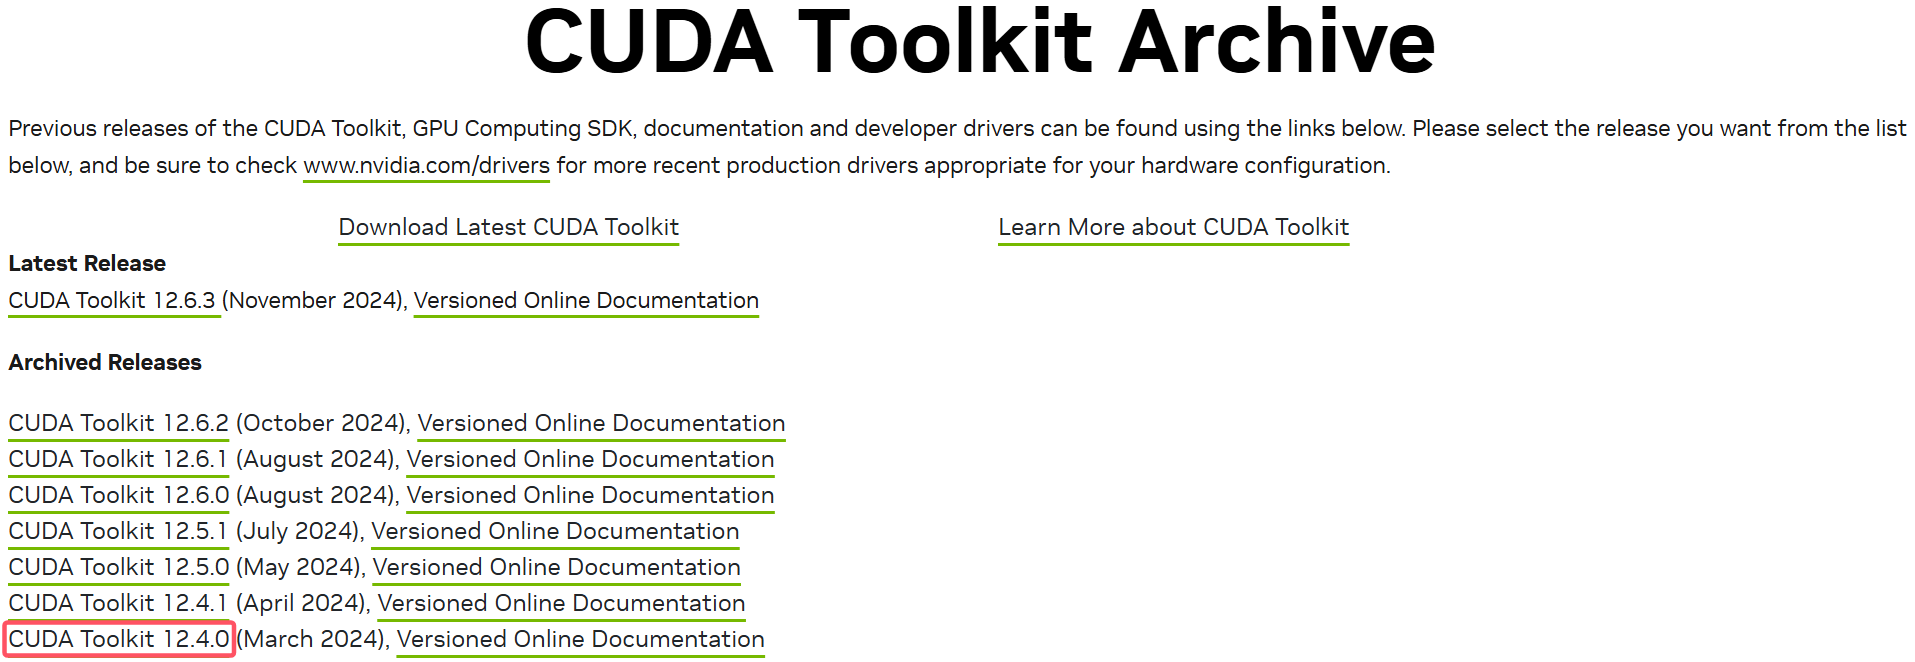 CUDA Toolkit Archive
Previous releases of the CUDA Toolkit, GPU Computing SDK, documentation and developer drivers can be found using the links below. Please select the release you want from the list
below, and be sure to check www.nvidia.com/drivers for more recent production drivers appropriate for your hardware configuration.
Download Latest CUDA Toolkit Learn More about CUDA Toolkit
Latest Release
CUDA Toolkit 12.6.3 (November 2024), Versioned Online Documentation
Archived Releases
CUDA Toolkit 12.6.2 (October 2024), Versioned Online Documentation
CUDA Toolkit 12.6.1 (August 2024), Versioned Online Documentation
CUDA Toolkit 12.6.0 (August 2024), Versioned Online Documentation
CUDA Toolkit 12.5.1 (July 2024), Versioned Online Documentation
CUDA Toolkit 12.5.0 (May 2024), Versioned Online Documentation
CUDA Toolkit 12.4.1 (April 2024), Versioned Online Documentation
CUDA Toolkit 12.4.0 (March 2024), Versioned Online Documentation